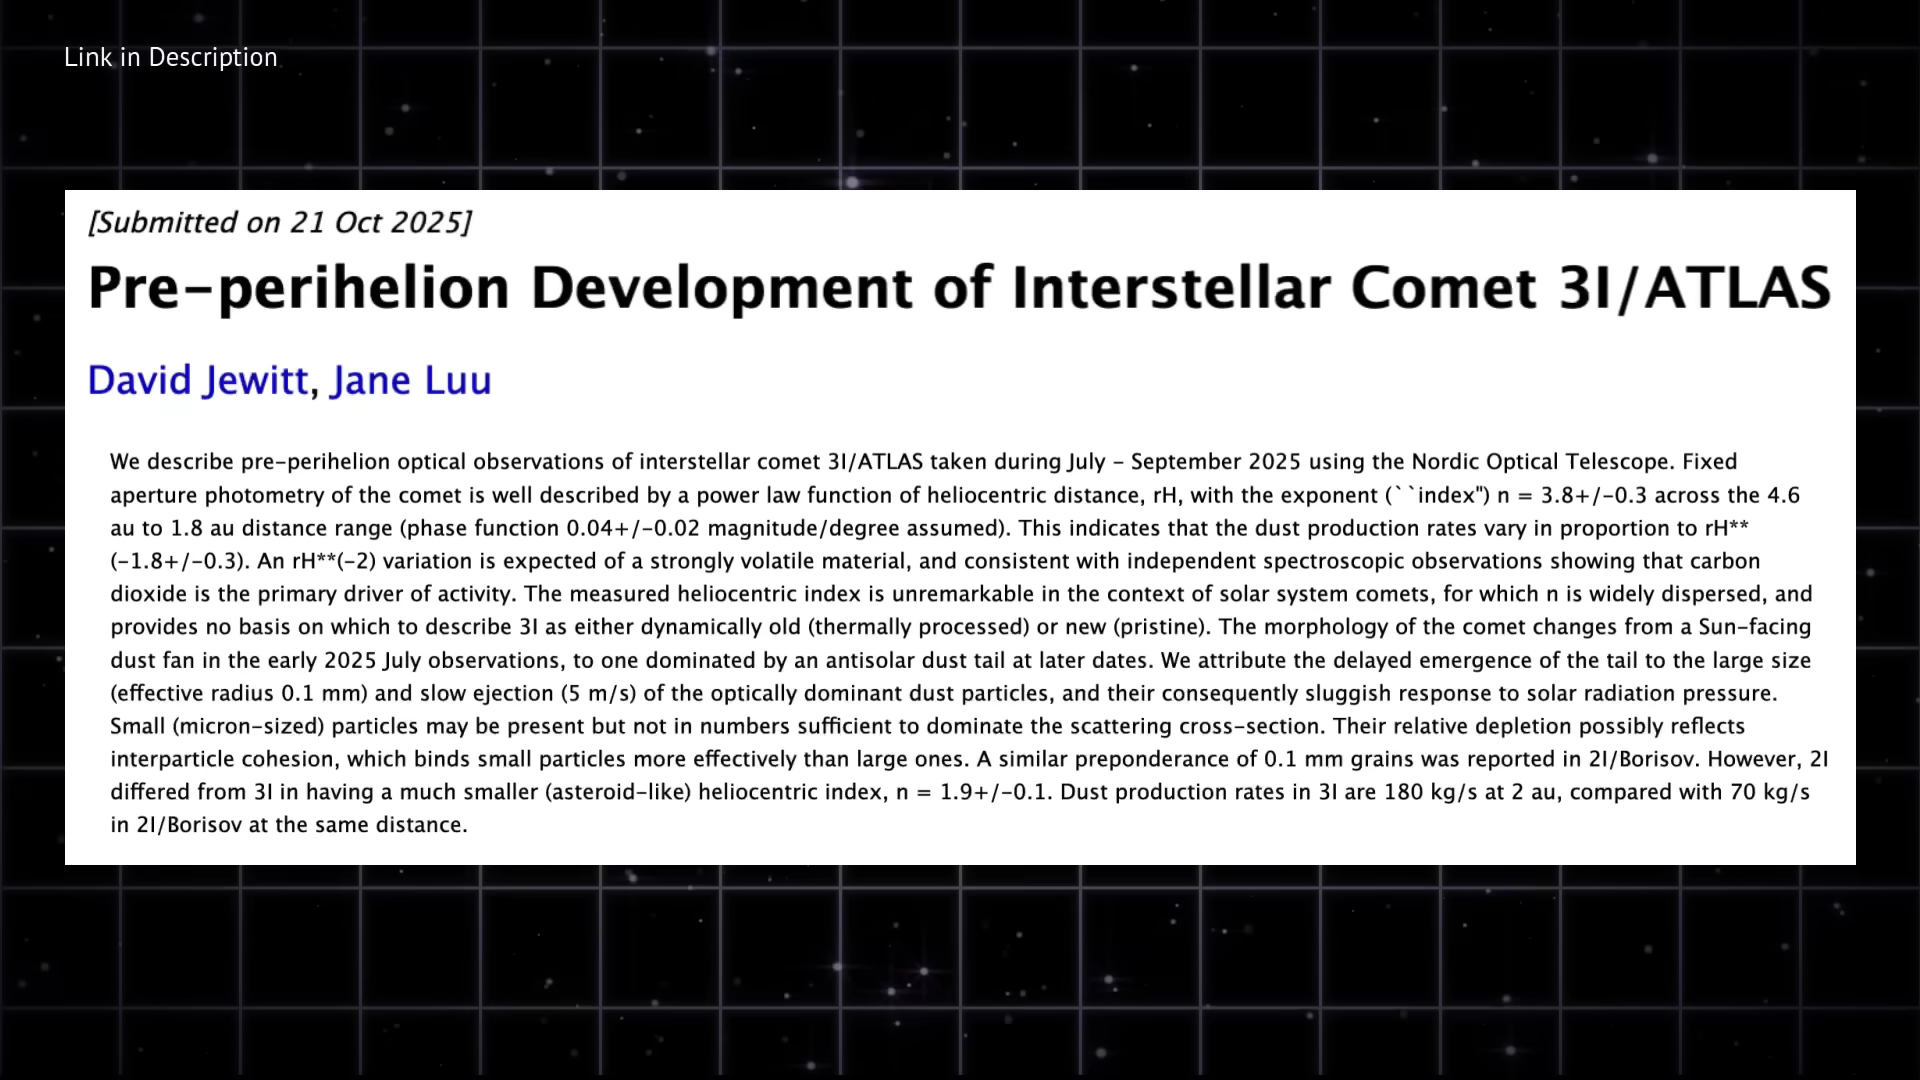 Link in Description
[Submitted on 21 Oct 2025]
Pre-perihelion Development of Interstellar Comet 3I/ATLAS
David Jewitt, Jane Luu
We describe pre-perihelion optical observations of interstellar comet 3I/ATLAS taken during July – September 2025 using the Nordic Optical Telescope. Fixed
aperture photometry of the comet is well described by a power law function of heliocentric distance, rH, with the exponent (``index") n = 3.8+/-0.3 across the 4.6
au to 1.8 au distance range (phase function 0.04+/-0.02 magnitude/degree assumed). This indicates that the dust production rates vary in proportion to rH**
(-1.8+/-0.3). An rH**(-2) variation is expected of a strongly volatile material, and consistent with independent spectroscopic observations showing that carbon
dioxide is the primary driver of activity. The measured heliocentric index is unremarkable in the context of solar system comets, for which n is widely dispersed, and
provides no basis on which to describe 3I as either dynamically old (thermally processed) or new (pristine). The morphology of the comet changes from a Sun-facing
dust fan in the early 2025 July observations, to one dominated by an antisolar dust tail at later dates. We attribute the delayed emergence of the tail to the large size
(effective radius 0.1 mm) and slow ejection (5 m/s) of the optically dominant dust particles, and their consequently sluggish response to solar radiation pressure.
Small (micron-sized) particles may be present but not in numbers sufficient to dominate the scattering cross-section. Their relative depletion possibly reflects
interparticle cohesion, which binds small particles more effectively than large ones. A similar preponderance of 0.1 mm grains was reported in 2I/Borisov. However, 2I
differed from 3I in having a much smaller (asteroid-like) heliocentric index, n = 1.9+/-0.1. Dust production rates in 3I are 180 kg/s at 2 au, compared with 70 kg/s
in 2I/Borisov at the same distance.